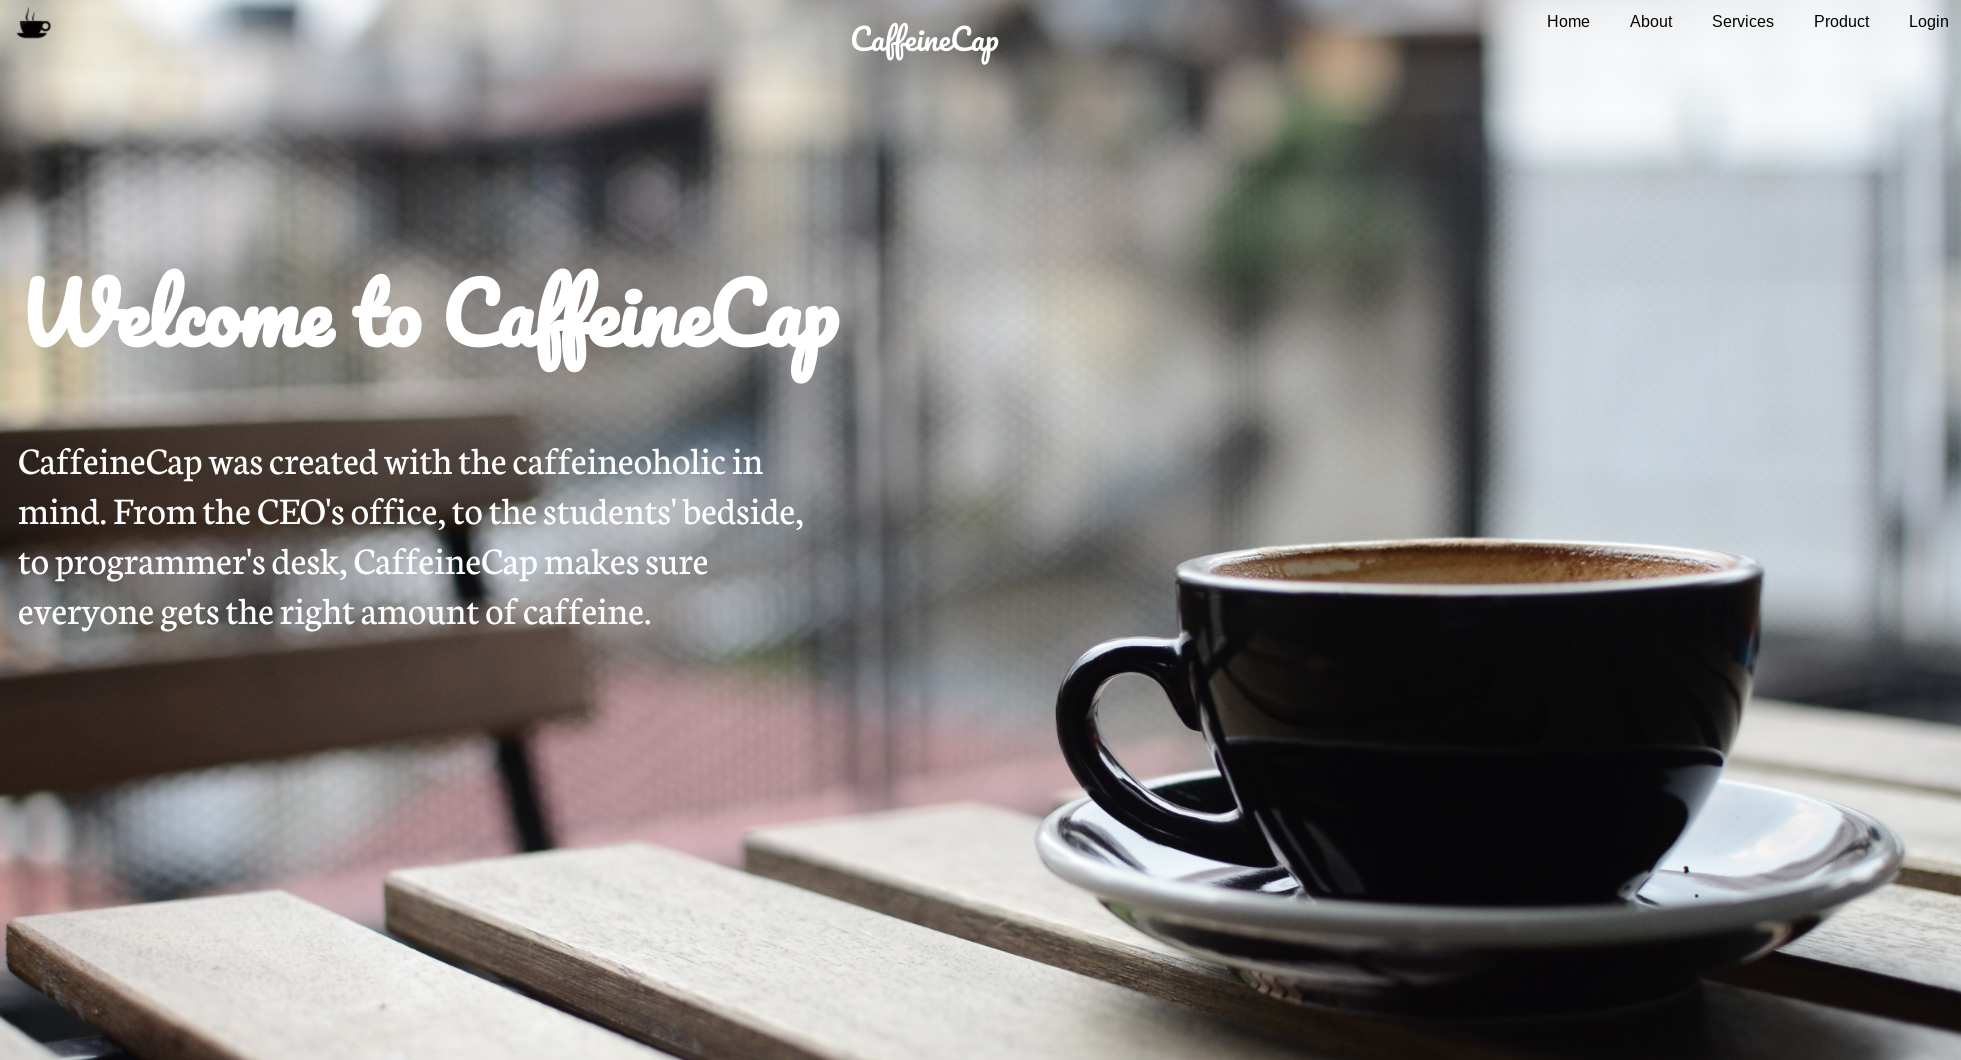 CaffeineCap
Home About Services Product Login
Welcome to CaffeineCap
CaffeineCap was created with the caffeineoholic in
mind. From the CEO's office, to the students' bedside,
to programmer's desk, CaffeineCap makes sure
everyone gets the right amount of caffeine.